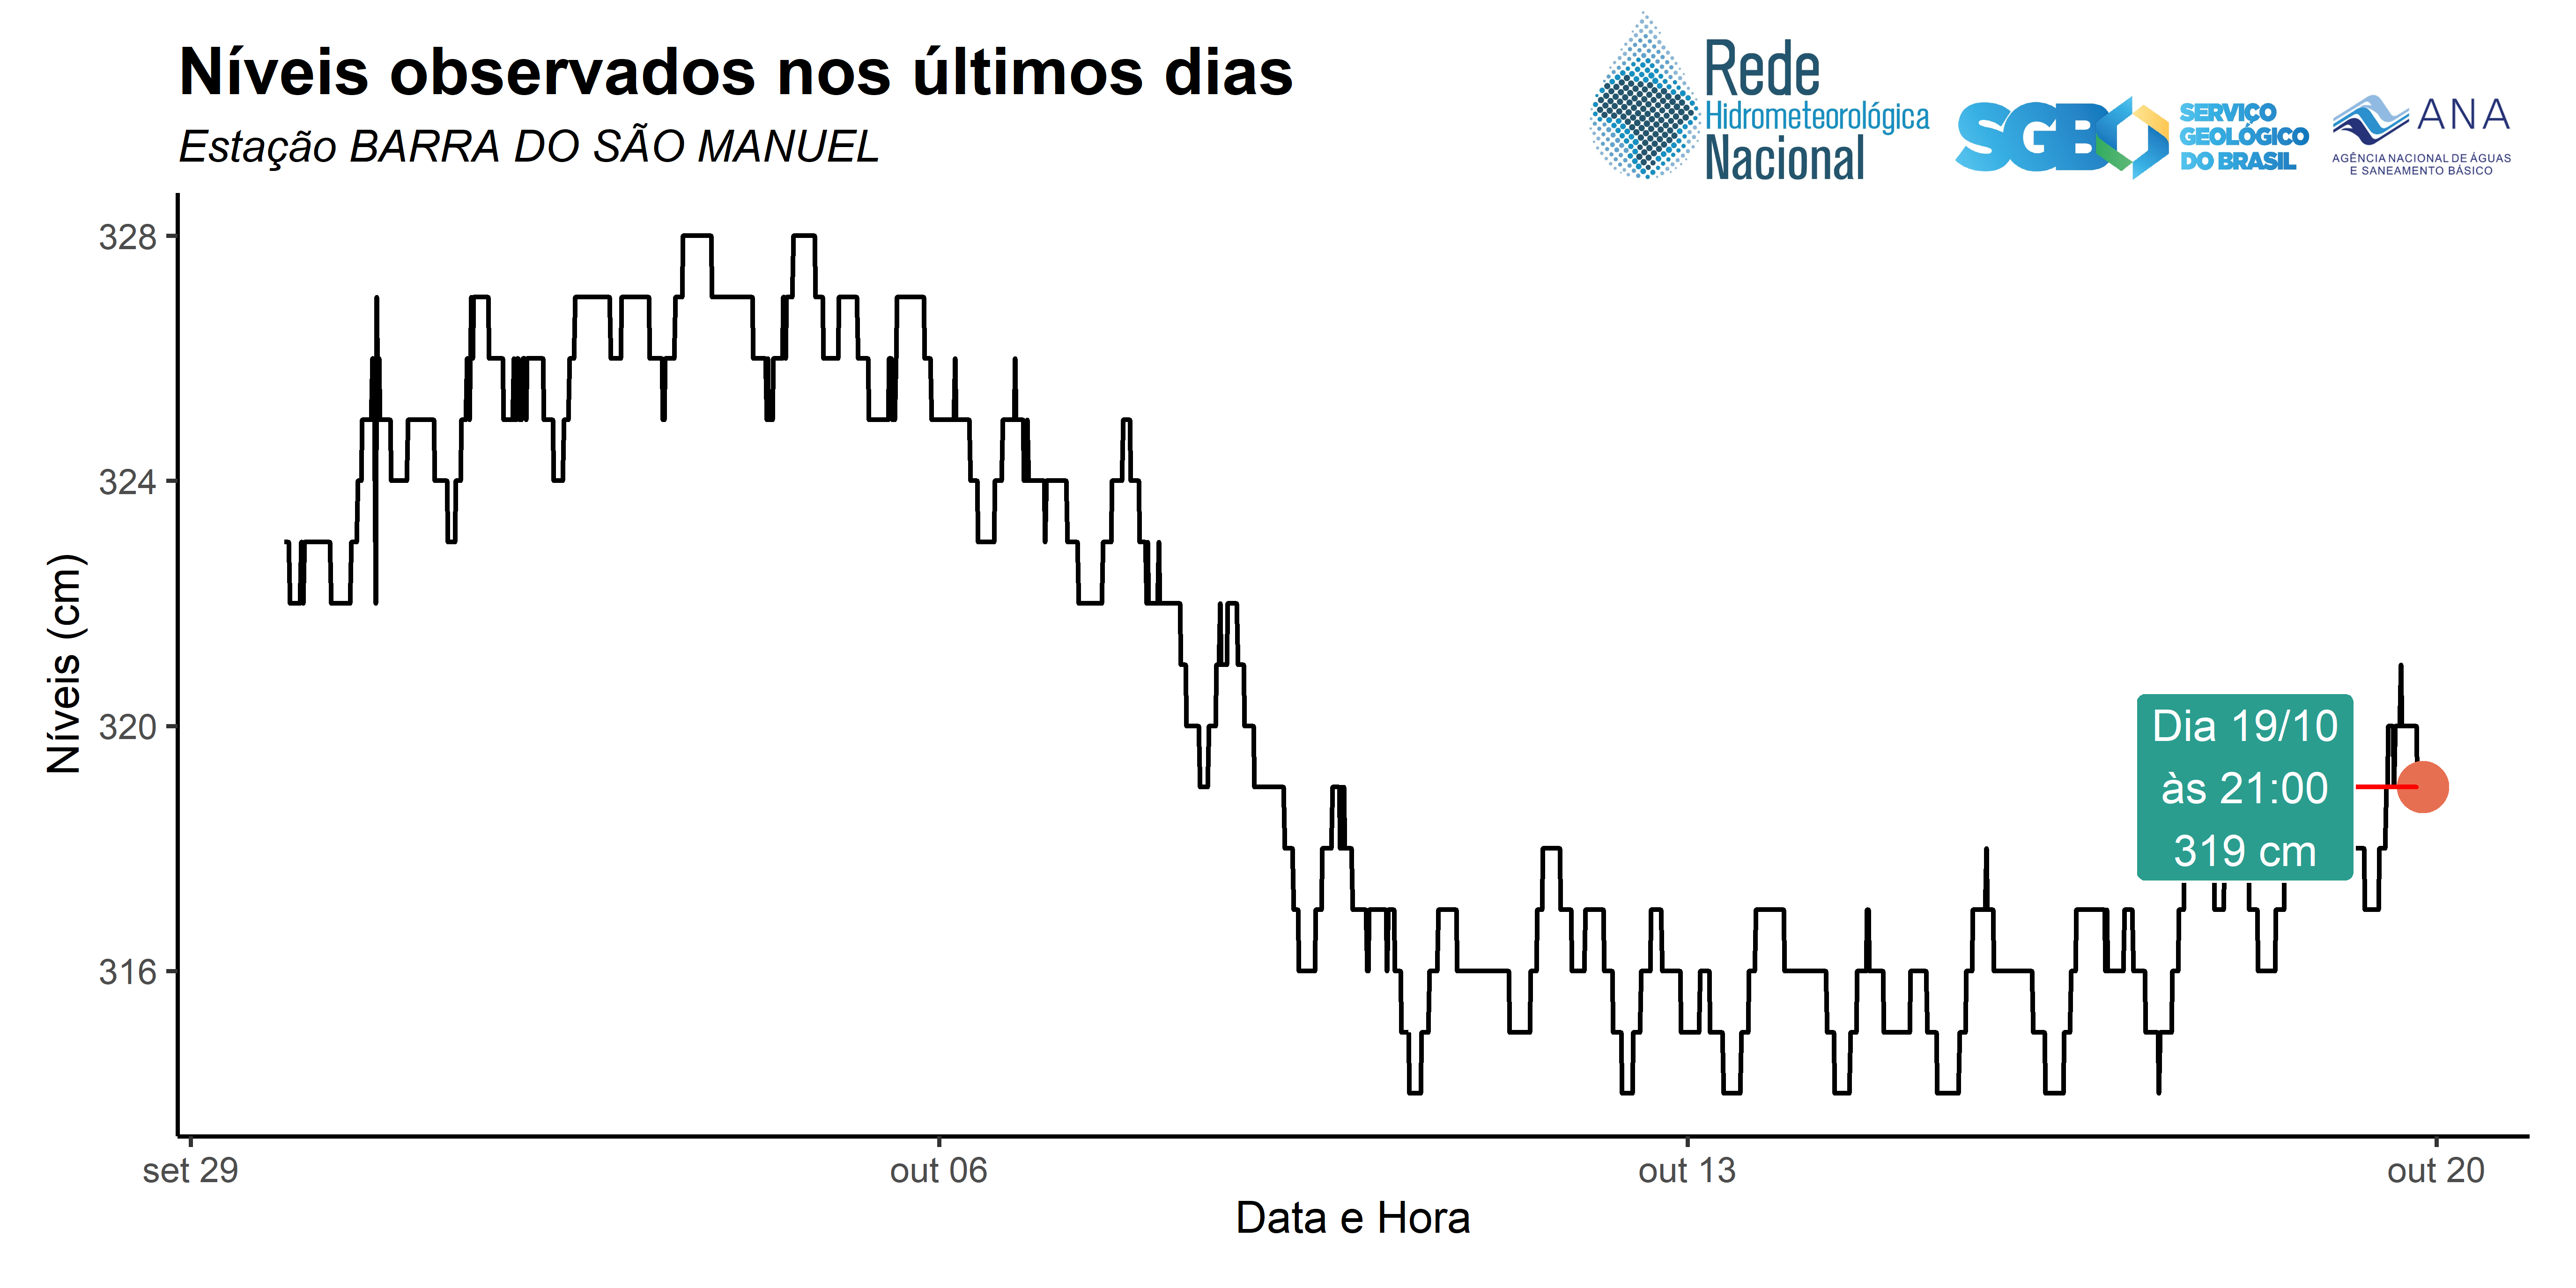 Níveis observados nos últimos dias
Estação BARRA DO SÃO MANUEL
Rede
Hidrometeorológica
Nacional
SGB
SERVIÇO
GEOLÓGICO
DO BRASIL
ANA
AGÊNCIA NACIONAL DE ÁGUAS
E SANEAMENTO BÁSICO
Níveis (cm)
328
324
320
316
Dia 19/10
às 21:00
319 cm
set 29
out 06
out 13
out 20
Data e Hora